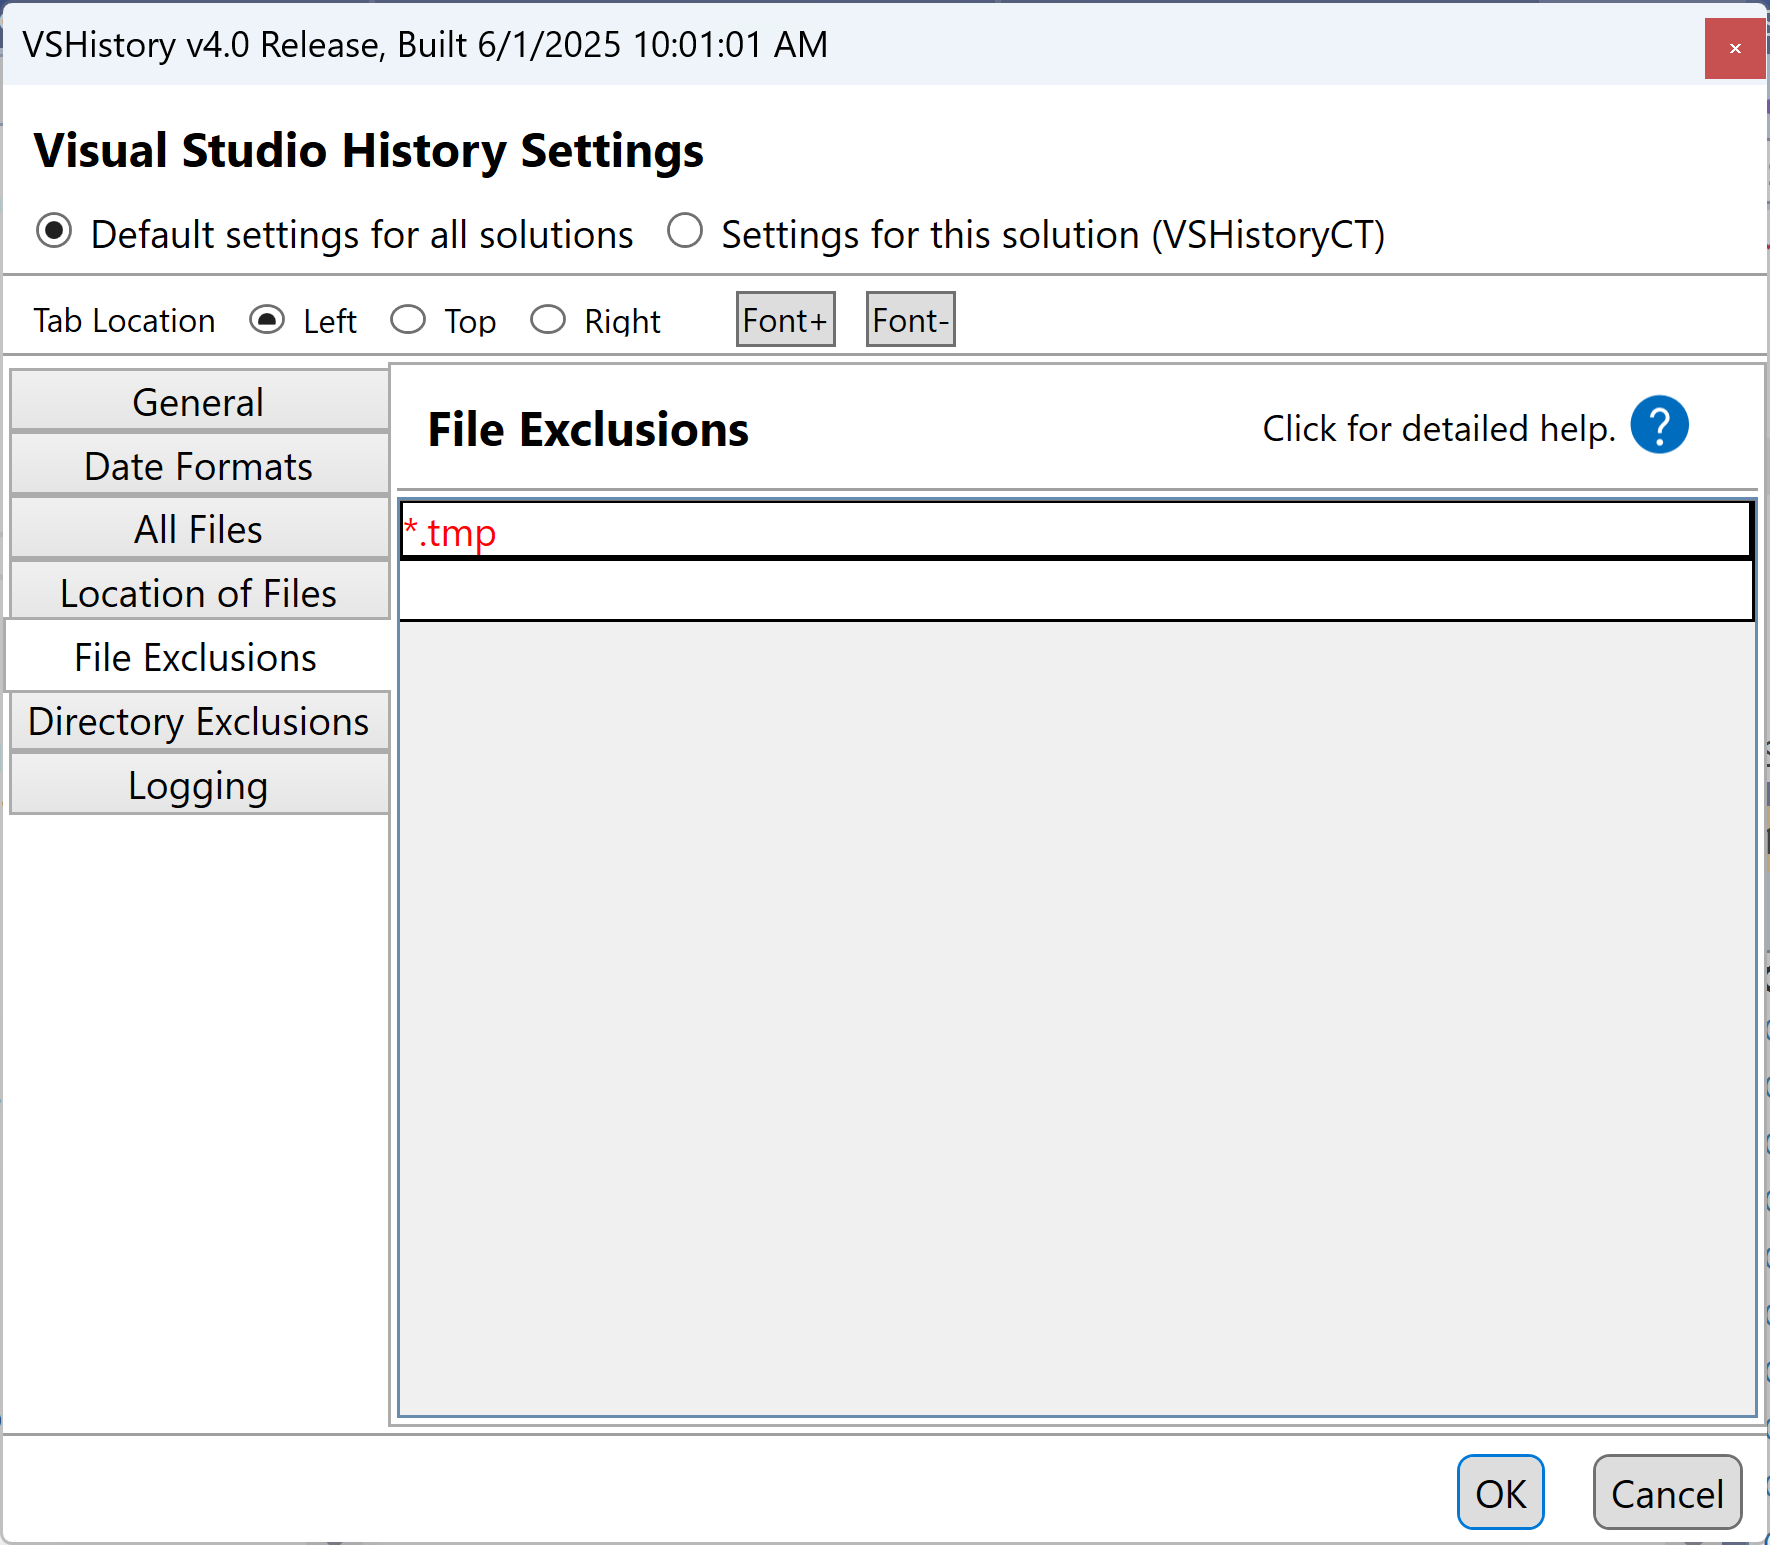 VSHistory v4.0 Release, Built 6/1/2025 10:01:01 AM
Visual Studio History Settings
Default settings for all solutions Settings for this solution (VSHistoryCT)
Tab Location Left Top Right Font+ Font-
General
Date Formats
All Files
Location of Files
File Exclusions
Directory Exclusions
Logging
File Exclusions Click for detailed help. ?
*.tmp
OK Cancel